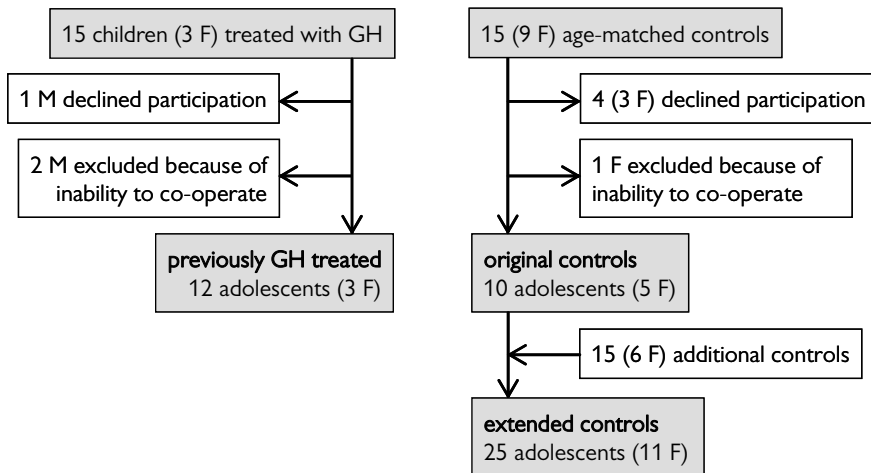 15 children (3 F) treated with GH
1 M declined participation
2 M excluded because of
inability to co-operate
previously GH treated
12 adolescents (3 F)
15 (9 F) age-matched controls
4 (3 F) declined participation
1 F excluded because of
inability to co-operate
original controls
10 adolescents (5 F)
15 (6 F) additional controls
extended controls
25 adolescents (11 F)